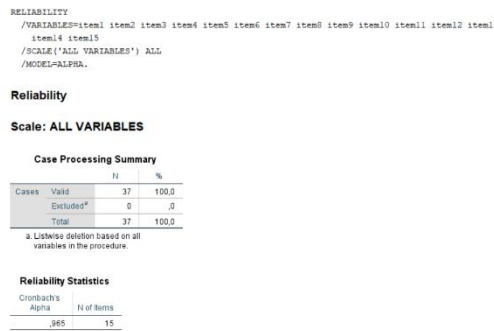 RELIABILITY
/VARIABLES=item1 item2 item3 item4 item5 item6 item7 item8 item9 item10 item11 item12 item1
item14 item15
/SCALE('ALL VARIABLES') ALL
/MODEL=ALPHA.
Reliability
Scale: ALL VARIABLES
Case Processing Summary
N %
Cases Valid 37 100,0
Excludedᵃ 0 ,0
Total 37 100,0
a. Listwise deletion based on all
variables in the procedure.
Reliability Statistics
Cronbach's
Alpha N of Items
,965 15